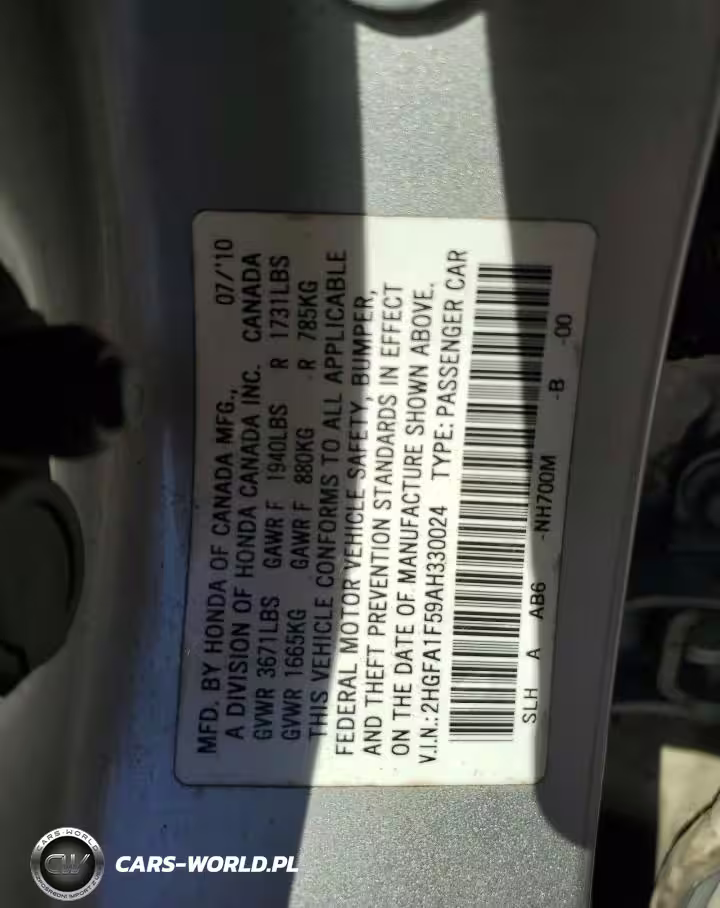 MFD. BY HONDA OF CANADA MFG., 07/'10
A DIVISION OF HONDA CANADA INC. CANADA
GVWR 3671LBS GAWR F 1940LBS R 1731LBS
GVWR 1665KG GAWR F 880KG R 785KG
THIS VEHICLE CONFORMS TO ALL APPLICABLE
FEDERAL MOTOR VEHICLE SAFETY, BUMPER,
AND THEFT PREVENTION STANDARDS IN EFFECT
ON THE DATE OF MANUFACTURE SHOWN ABOVE.
V.I.N.: 2HGFA1F59AH330024 TYPE: PASSENGER CAR
SLH A AB6 -NH700M -B -00
CARS-WORLD
CW
CARS-WORLD.PL